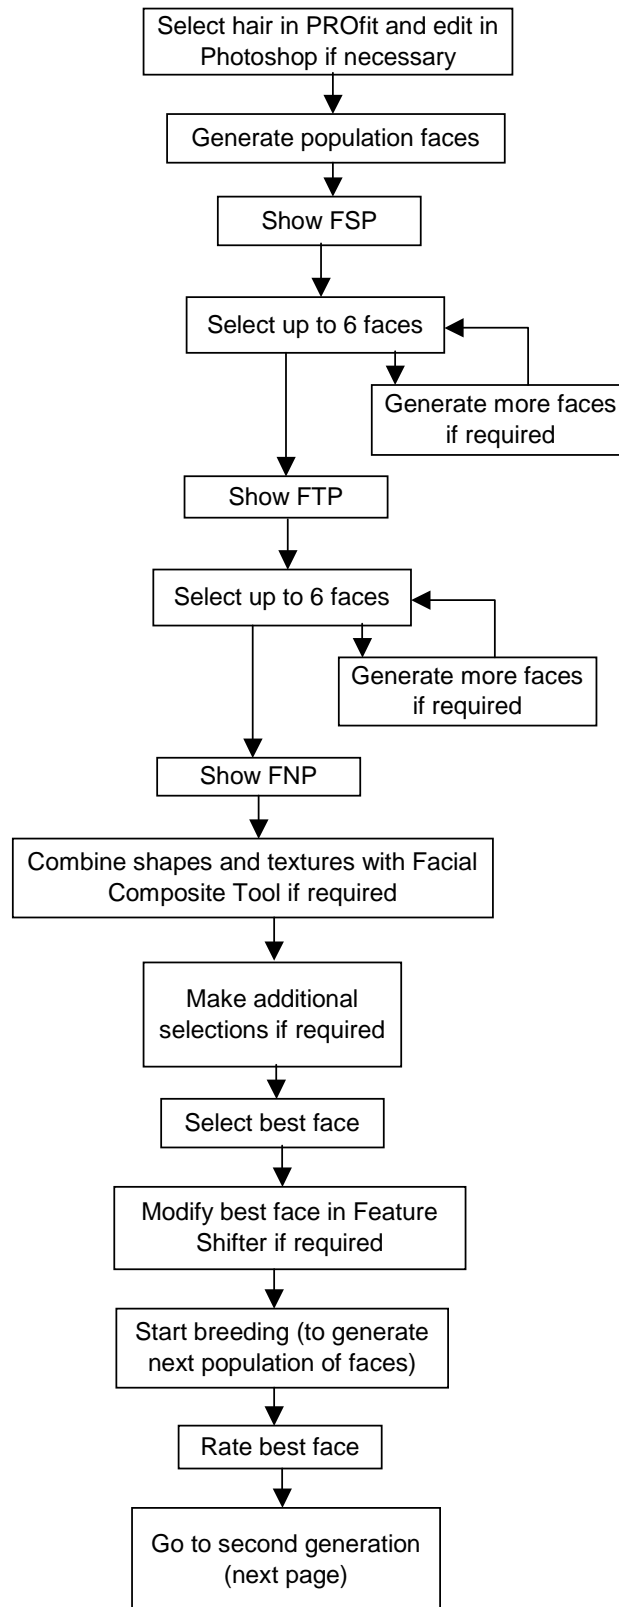 Select hair in PROfit and edit in
Photoshop if necessary
Generate population faces
Show FSP
Select up to 6 faces
Generate more faces
if required
Show FTP
Select up to 6 faces
Generate more faces
if required
Show FNP
Combine shapes and textures with Facial
Composite Tool if required
Make additional
selections if required
Select best face
Modify best face in Feature
Shifter if required
Start breeding (to generate
next population of faces)
Rate best face
Go to second generation
(next page)